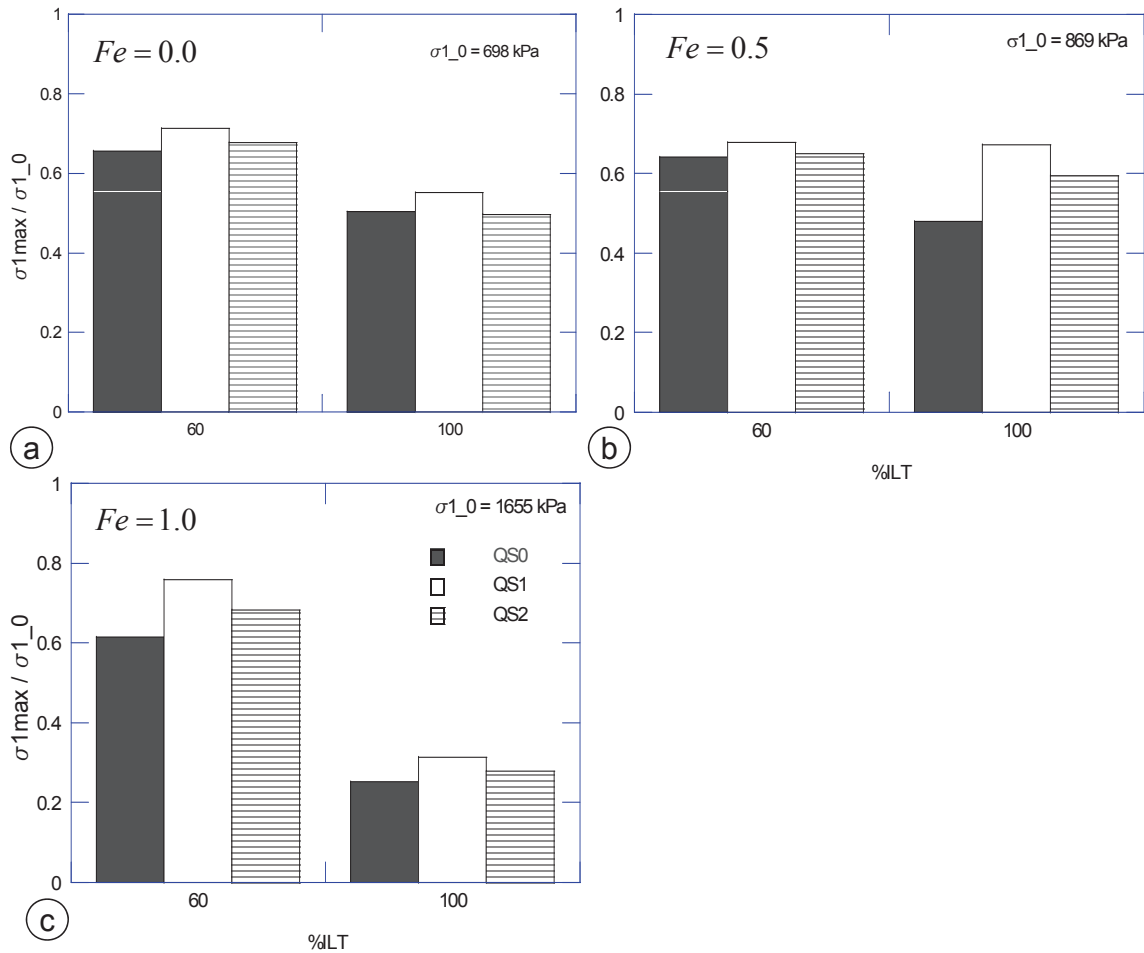 1
Fe = 0.0
σ1_0 = 698 kPa
0.8
0.6
0.4
0.2
0
σ1max / σ1_0
60
100
a
1
Fe = 0.5
σ1_0 = 869 kPa
0.8
0.6
0.4
0.2
0
60
100
b
%ILT
1
Fe = 1.0
σ1_0 = 1655 kPa
QS0
QS1
QS2
0.8
0.6
0.4
0.2
0
σ1max / σ1_0
60
100
c
%ILT